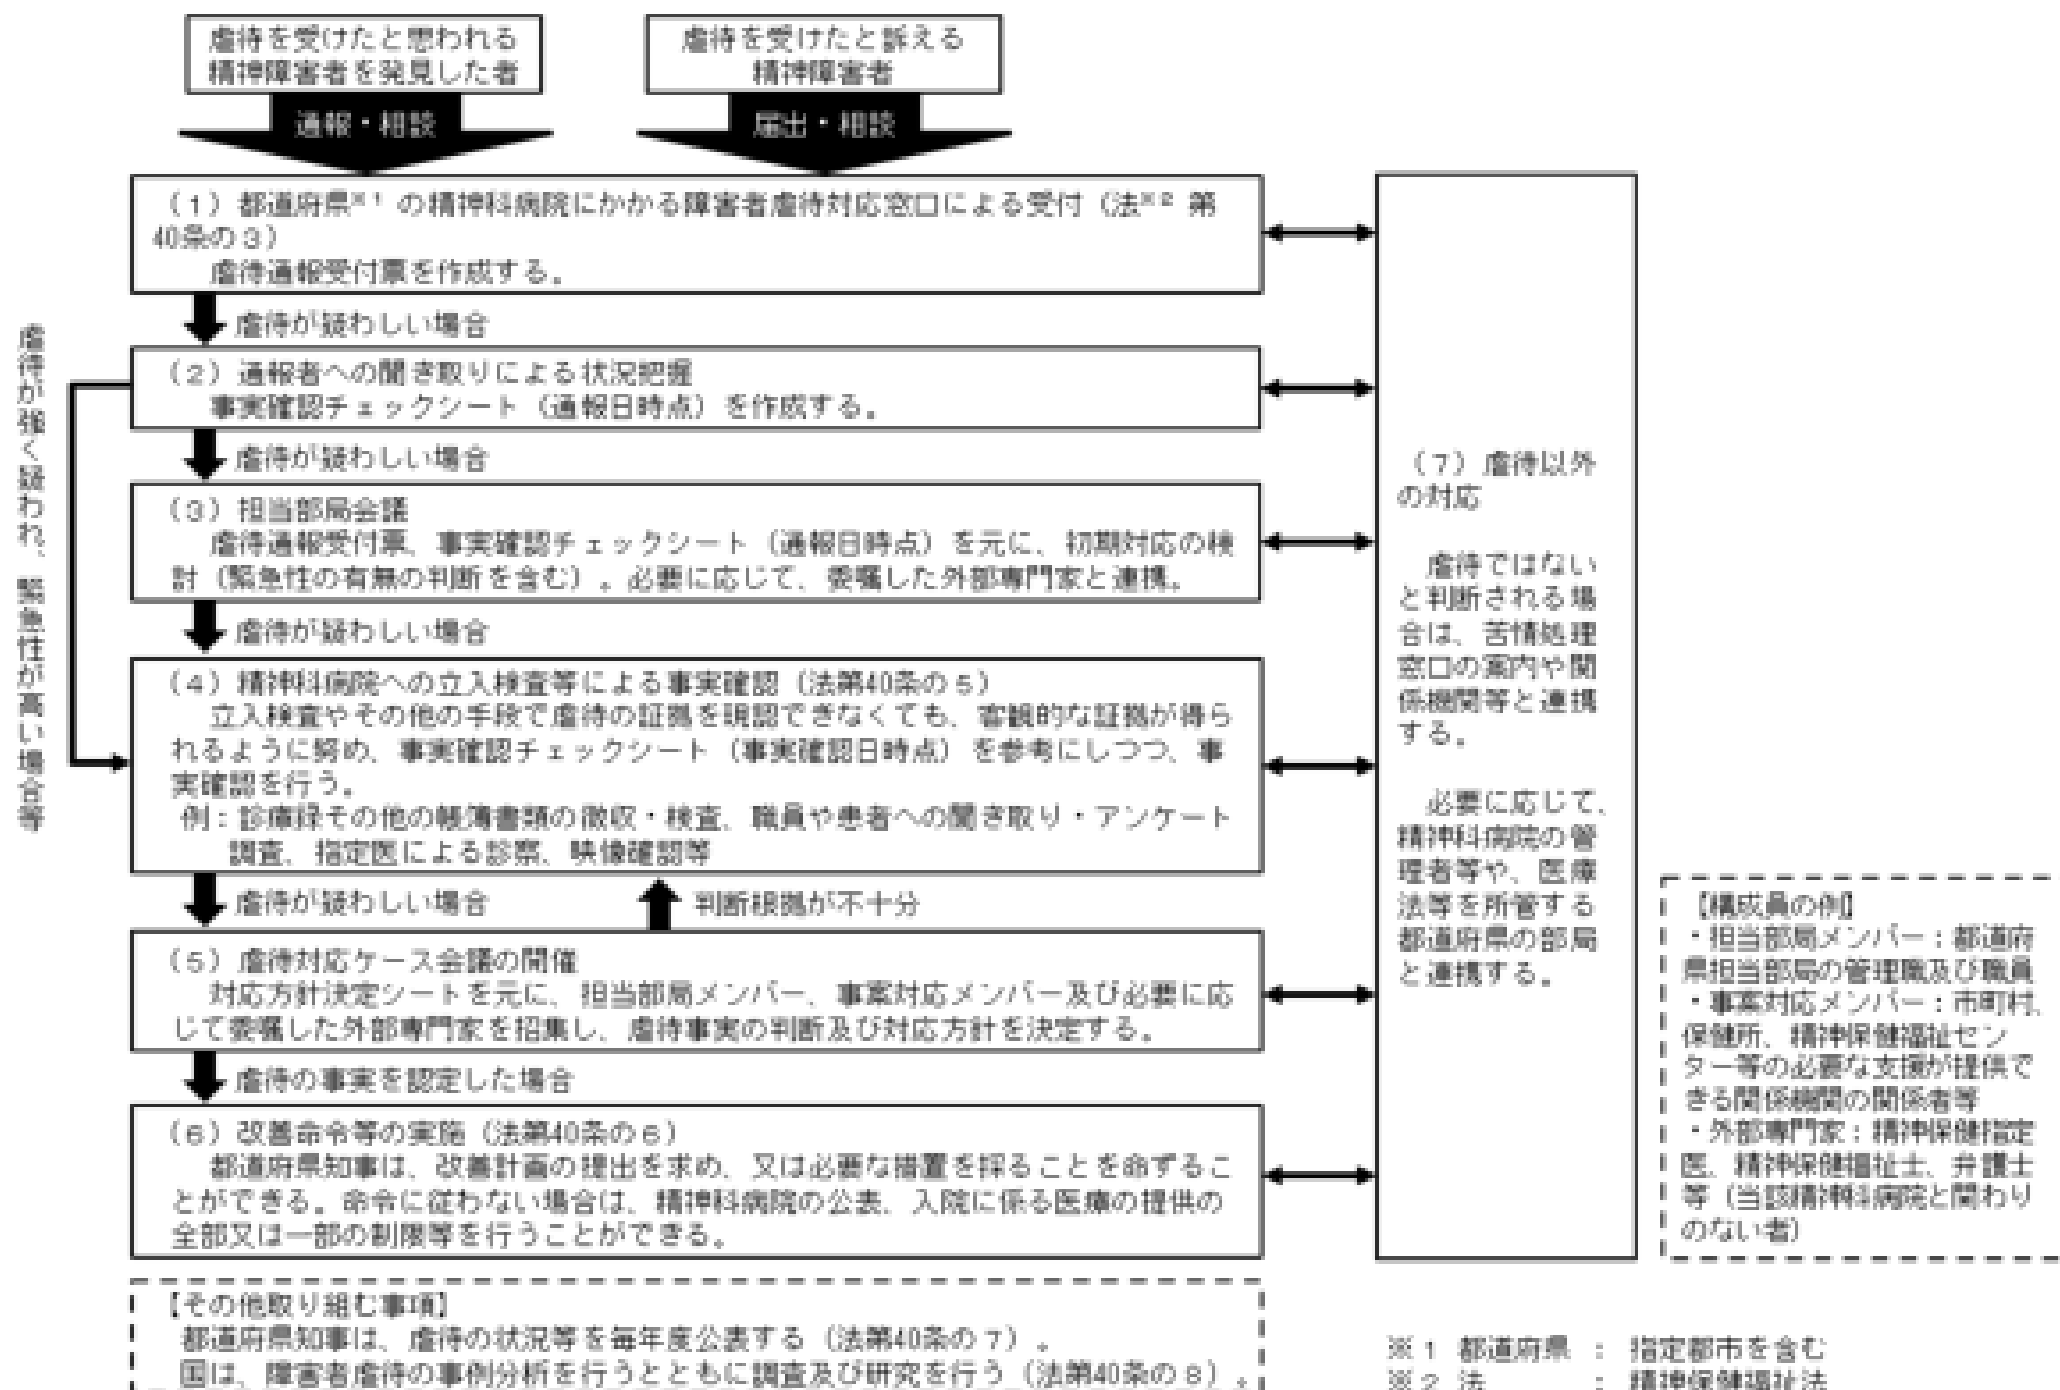 虐待を受けたと思われる
精神障害者を発見した者
通報・相談
虐待を受けたと訴える
精神障害者
届出・相談
(1)都道府県※1 の精神科病院にかかる障害者虐待対応窓口による受付(法※2 第
40条の3)
虐待通報受付票を作成する。
虐待が疑わしい場合
(2)通報者への聞き取りによる状況把握
事実確認チェックシート(通報日時点)を作成する。
虐待が疑わしい場合
(3)担当部局会議
虐待通報受付票、事実確認チェックシート(通報日時点)を元に、初期対応の検
討(緊急性の有無の判断を含む)。必要に応じて、委嘱した外部専門家と連携。
虐待が疑わしい場合
(4)精神科病院への立入検査等による事実確認(法第40条の5)
立入検査やその他の手段で虐待の証拠を現認できなくても、客観的な証拠が得ら
れるように努め、事実確認チェックシート(事実確認日時点)を参考にしつつ、事
実確認を行う。
例:診療録その他の帳簿書類の徴収・検査、職員や患者への聞き取り・アンケート
調査、指定医による診察、映像確認等
虐待が疑わしい場合
判断根拠が不十分
(5)虐待対応ケース会議の開催
対応方針決定シートを元に、担当部局メンバー、事案対応メンバー及び必要に応
じて委嘱した外部専門家を招集し、虐待事実の判断及び対応方針を決定する。
虐待の事実を認定した場合
(6)改善命令等の実施(法第40条の6)
都道府県知事は、改善計画の提出を求め、又は必要な措置を採ることを命ずるこ
とができる。命令に従わない場合は、精神科病院の公表、入院に係る医療の提供の
全部又は一部の制限等を行うことができる。
虐待が強く疑われ、緊急性が高い場合等
(7)虐待以外
の対応
虐待ではない
と判断される場
合は、苦情処理
窓口の案内や関
係機関等と連携
する。
必要に応じて、
精神科病院の管
理者等や、医療
法等を所管する
都道府県の部局
と連携する。
【構成員の例】
・担当部局メンバー:都道府
県担当部局の管理職及び職員
・事案対応メンバー:市町村、
保健所、精神保健福祉セン
ター等の必要な支援が提供で
きる関係機関の関係者等
・外部専門家:精神保健指定
医、精神保健福祉士、弁護士
等(当該精神科病院と関わり
のない者)
【その他取り組む事項】
都道府県知事は、虐待の状況等を毎年度公表する(法第40条の7)。
国は、障害者虐待の事例分析を行うとともに調査及び研究を行う(法第40条の8)。
※1 都道府県 : 指定都市を含む
※2 法 : 精神保健福祉法